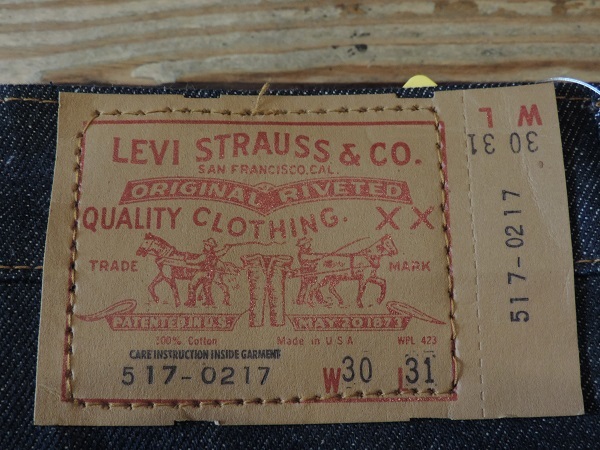 LEVI STRAUSS & CO.
SAN FRANCISCO, CAL.
ORIGINAL RIVETED
QUALITY CLOTHING. X X
TRADE MARK
PATENTED IN U.S. MAY 20 1873
100% Cotton Made in U S A WPL 423
CARE INSTRUCTION INSIDE GARMENT
517-0217 W30 L31
W L
30 31
517-0217